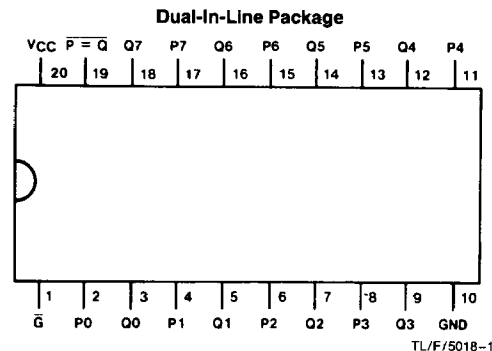 Dual-In-Line Package
VCC P = Q Q7 P7 Q6 P6 Q5 P5 Q4 P4
20 19 18 17 16 15 14 13 12 11
1 2 3 4 5 6 7 8 9 10
G P0 Q0 P1 Q1 P2 Q2 P3 Q3 GND
TL/F/5018-1